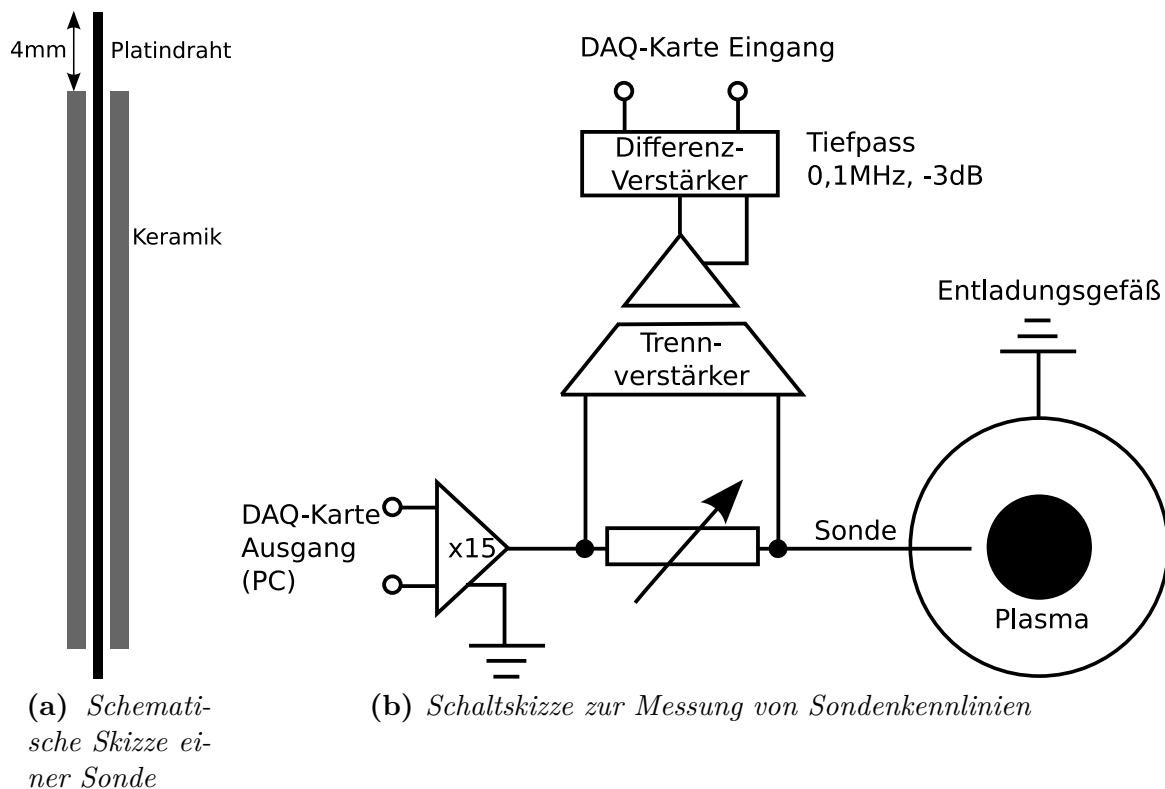 4mm
Platindraht
Keramik
(a) Schemati-
sche Skizze ei-
ner Sonde
DAQ-Karte Eingang
Differenz-
Verstärker
Tiefpass
0,1MHz, -3dB
Trenn-
verstärker
Entladungsgefäß
DAQ-Karte
Ausgang
(PC)
x15
Sonde
Plasma
(b) Schaltskizze zur Messung von Sondenkennlinien